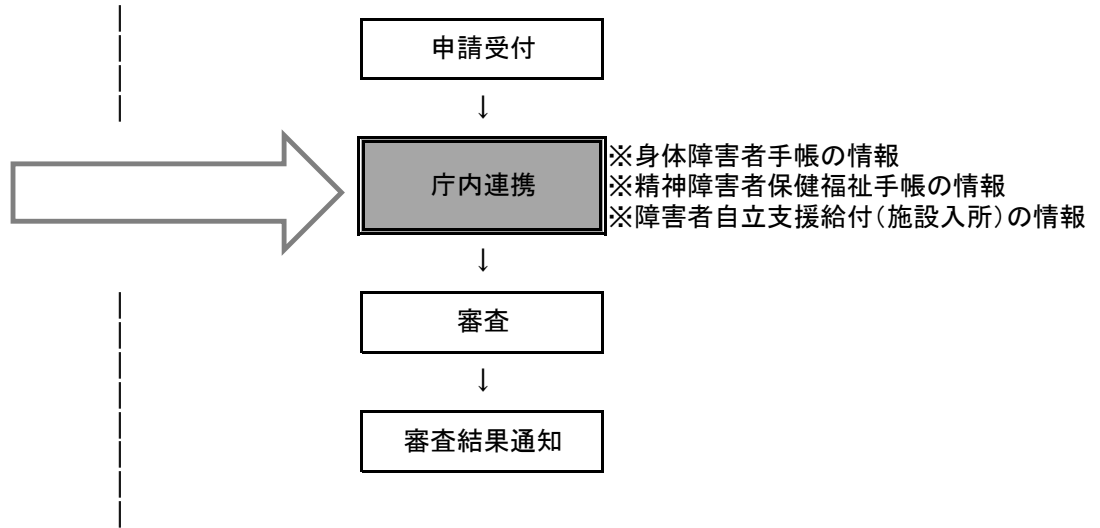 申請受付
↓
庁内連携
※身体障害者手帳の情報
※精神障害者保健福祉手帳の情報
※障害者自立支援給付(施設入所)の情報
↓
審査
↓
審査結果通知